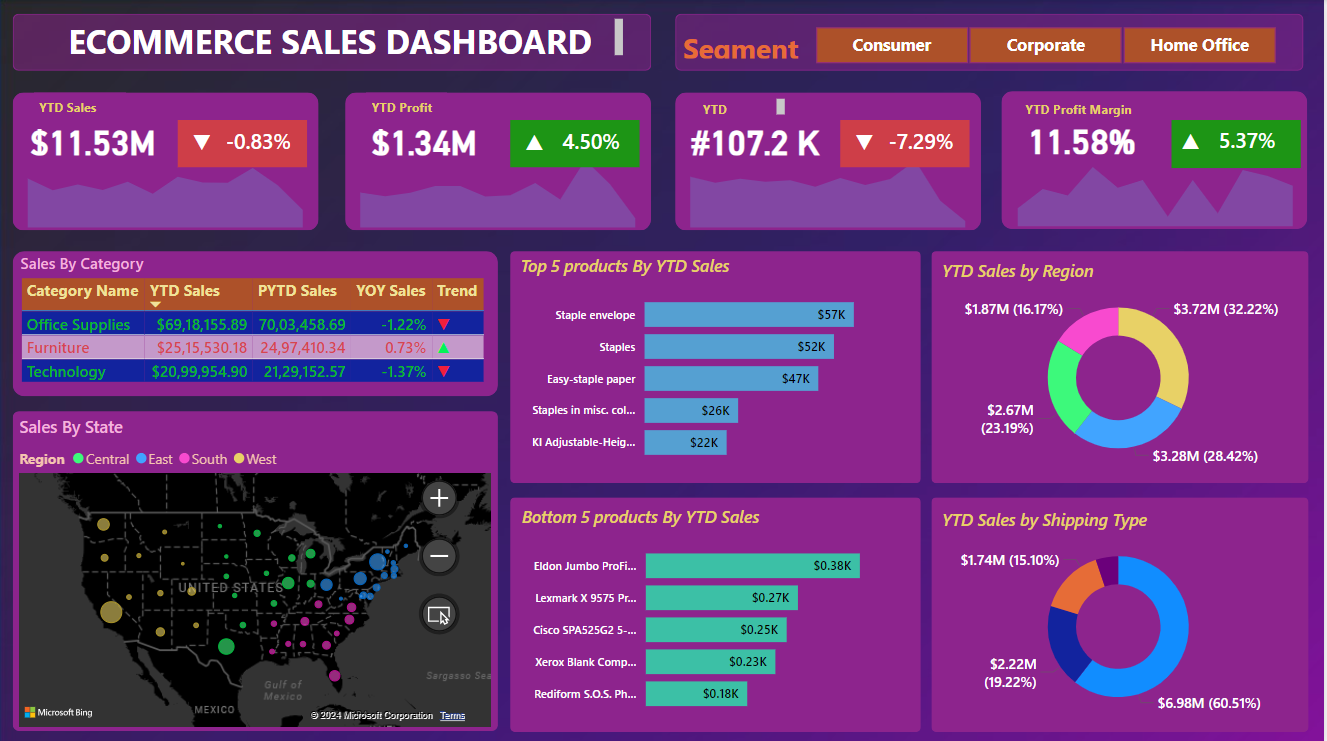 ECOMMERCE SALES DASHBOARD
Seament
Consumer
Corporate
Home Office
YTD Sales
$11.53M
▼ -0.83%
YTD Profit
$1.34M
▲ 4.50%
YTD
#107.2 K
▼ -7.29%
YTD Profit Margin
11.58%
▲ 5.37%
Sales By Category
Category Name YTD Sales PYTD Sales YOY Sales Trend
Office Supplies $69,18,155.89 70,03,458.69 -1.22% ▼
Furniture $25,15,530.18 24,97,410.34 0.73% ▲
Technology $20,99,954.90 21,29,152.57 -1.37% ▼
Sales By State
Region Central East South West
UNITED STATES
Gulf of
Mexico
MEXICO
Sargasso Sea
Microsoft Bing
© 2024 Microsoft Corporation Terms
Top 5 products By YTD Sales
Staple envelope $57K
Staples $52K
Easy-staple paper $47K
Staples in misc. col... $26K
KI Adjustable-Heig... $22K
Bottom 5 products By YTD Sales
Eldon Jumbo ProFi... $0.38K
Lexmark X 9575 Pr... $0.27K
Cisco SPA525G2 5-... $0.25K
Xerox Blank Comp... $0.23K
Rediform S.O.S. Ph... $0.18K
YTD Sales by Region
$1.87M (16.17%)
$3.72M (32.22%)
$2.67M
(23.19%)
$3.28M (28.42%)
YTD Sales by Shipping Type
$1.74M (15.10%)
$2.22M
(19.22%)
$6.98M (60.51%)